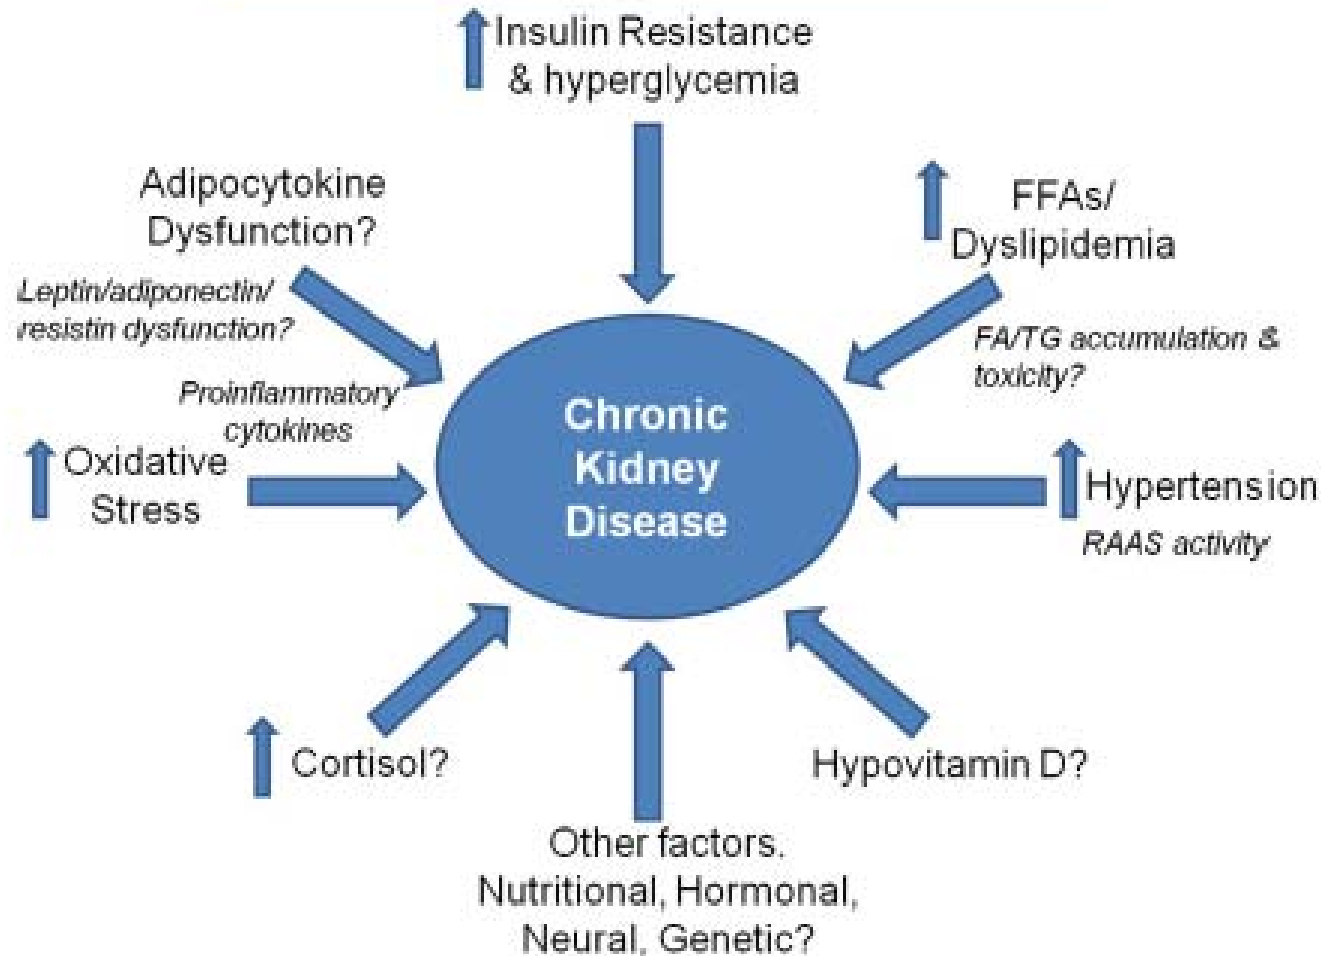 Insulin Resistance
& hyperglycemia
Adipocytokine
Dysfunction?
Leptin/adiponectin/
resistin dysfunction?
Proinflammatory
cytokines
Oxidative
Stress
FFAs/
Dyslipidemia
FA/TG accumulation &
toxicity?
Hypertension
RAAS activity
Chronic
Kidney
Disease
Cortisol?
Hypovitamin D?
Other factors.
Nutritional, Hormonal,
Neural, Genetic?